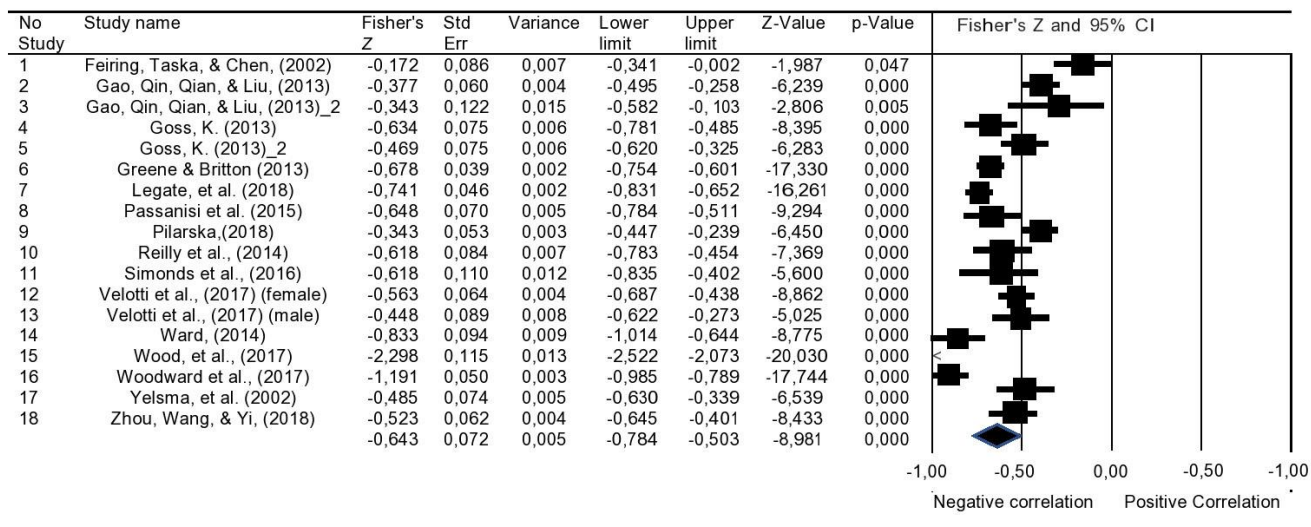 No Study name Fisher's Std Variance Lower Upper Z-Value p-Value Fisher's Z and 95% CI
Study Z Err limit limit
1 Feiring, Taska, & Chen, (2002) -0,172 0,086 0,007 -0,341 -0,002 -1,987 0,047
2 Gao, Qin, Qian, & Liu, (2013) -0,377 0,060 0,004 -0,495 -0,258 -6,239 0,000
3 Gao, Qin, Qian, & Liu, (2013)_2 -0,343 0,122 0,015 -0,582 -0,103 -2,806 0,005
4 Goss, K. (2013) -0,634 0,075 0,006 -0,781 -0,485 -8,395 0,000
5 Goss, K. (2013)_2 -0,469 0,075 0,006 -0,620 -0,325 -6,283 0,000
6 Greene & Britton (2013) -0,678 0,039 0,002 -0,754 -0,601 -17,330 0,000
7 Legate, et al. (2018) -0,741 0,046 0,002 -0,831 -0,652 -16,261 0,000
8 Passanisi et al. (2015) -0,648 0,070 0,005 -0,784 -0,511 -9,294 0,000
9 Pilarska,(2018) -0,343 0,053 0,003 -0,447 -0,239 -6,450 0,000
10 Reilly et al., (2014) -0,618 0,084 0,007 -0,783 -0,454 -7,369 0,000
11 Simonds et al., (2016) -0,618 0,110 0,012 -0,835 -0,402 -5,600 0,000
12 Velotti et al., (2017) (female) -0,563 0,064 0,004 -0,687 -0,438 -8,862 0,000
13 Velotti et al., (2017) (male) -0,448 0,089 0,008 -0,622 -0,273 -5,025 0,000
14 Ward, (2014) -0,833 0,094 0,009 -1,014 -0,644 -8,775 0,000
15 Wood, et al., (2017) -2,298 0,115 0,013 -2,522 -2,073 -20,030 0,000 <
16 Woodward et al., (2017) -1,191 0,050 0,003 -0,985 -0,789 -17,744 0,000
17 Yelsma, et al. (2002) -0,485 0,074 0,005 -0,630 -0,339 -6,539 0,000
18 Zhou, Wang, & Yi, (2018) -0,523 0,062 0,004 -0,645 -0,401 -8,433 0,000
-0,643 0,072 0,005 -0,784 -0,503 -8,981 0,000
-1,00 -0,50 0,00 -0,50 -1,00
Negative correlation Positive Correlation